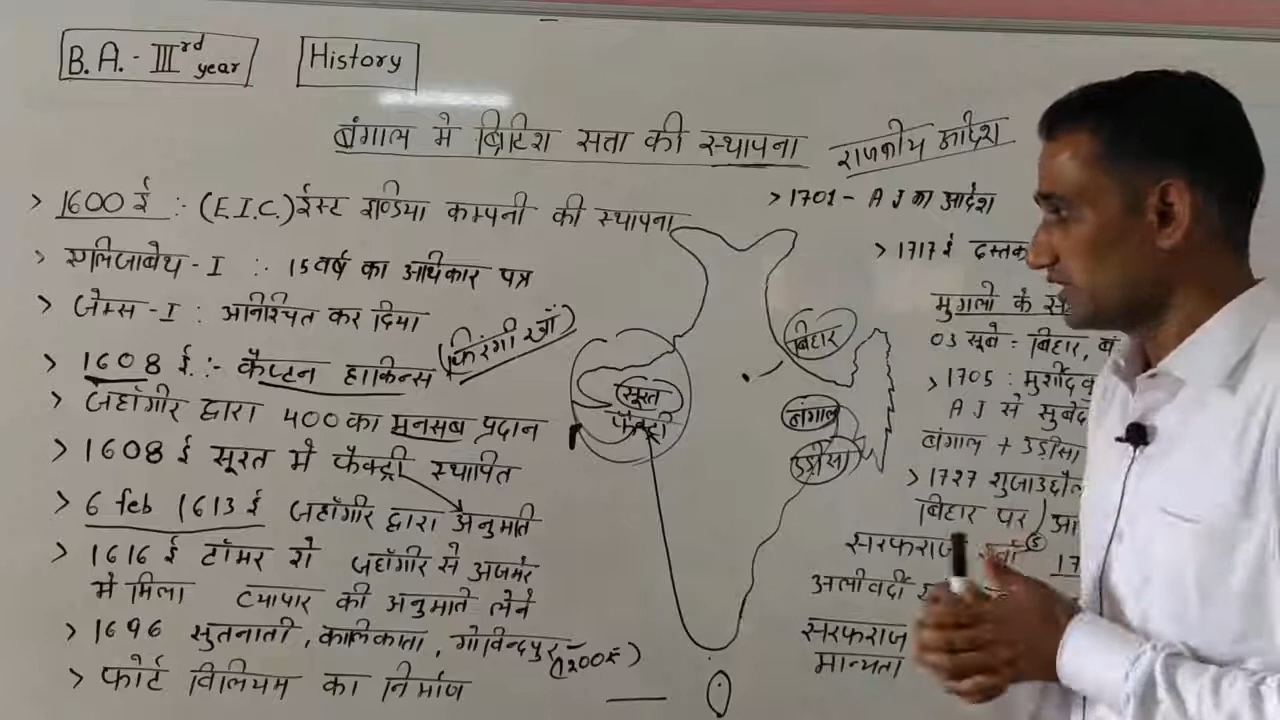 B. A. - IIIrd year
History
बंगाल मे ब्रिटिश सत्ता की स्थापना
राजकीय आदेश
> 1600 ई :- (E.I.C.) ईस्ट इण्डिया कम्पनी की स्थापना
> एलिजाबेथ - I :. 15 वर्ष का अधिकार पत्र
> जेम्स - I : अनिश्चित कर दिया
> 1608 ई :- कैप्टन हाकिन्स (फिरंगी खाँ)
> जहाँगीर द्वारा 400 का मनसब प्रदान
> 1608 ई सूरत मे फैक्ट्री स्थापित
> 6 feb 1613 ई जहाँगीर द्वारा अनुमति
> 1616 ई टॉमर रो जहाँगीर से अजमेर
मे मिला व्यापार की अनुमति लेने
> 1696 सुतनाती, कालिकाता, गोविन्दपुर (1200₹)
> फोर्ट विलियम का निर्माण
सूरत
फैक्ट्री
बिहार
बंगाल
उड़ीसा
> 1701 - A J का आदेश
> 1717 ई दस्तक
मुगलो के
03 सूबे = बिहार, बं
> 1705 : मुर्शीद
A J से सुबेद
बंगाल + उड़ीसा
> 1727 शुजाउद्दौल
बिहार पर
सरफराज
अलीवर्दी
सरफराज
मान्यता